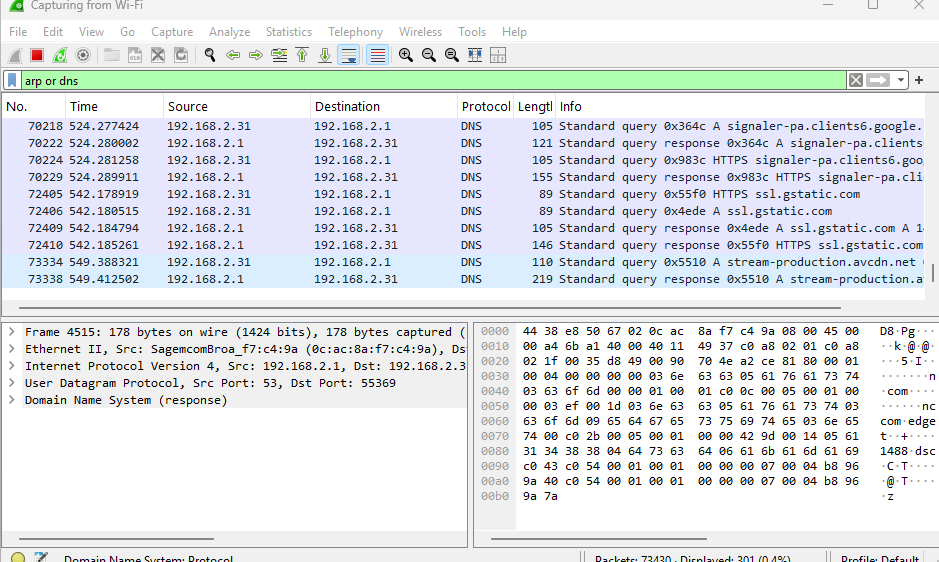 Capturing from Wi-Fi
File Edit View Go Capture Analyze Statistics Telephony Wireless Tools Help
arp or dns
No. Time Source Destination Protocol Lengtl Info
70218 524.277424 192.168.2.31 192.168.2.1 DNS 105 Standard query 0x364c A signaler-pa.clients6.google.
70222 524.280002 192.168.2.1 192.168.2.31 DNS 121 Standard query response 0x364c A signaler-pa.clients
70224 524.281258 192.168.2.31 192.168.2.1 DNS 105 Standard query 0x983c HTTPS signaler-pa.clients6.goo
70229 524.289911 192.168.2.1 192.168.2.31 DNS 155 Standard query response 0x983c HTTPS signaler-pa.cli
72405 542.178919 192.168.2.31 192.168.2.1 DNS 89 Standard query 0x55f0 HTTPS ssl.gstatic.com
72406 542.180515 192.168.2.31 192.168.2.1 DNS 89 Standard query 0x4ede A ssl.gstatic.com
72409 542.184794 192.168.2.1 192.168.2.31 DNS 105 Standard query response 0x4ede A ssl.gstatic.com A 1
72410 542.185261 192.168.2.1 192.168.2.31 DNS 146 Standard query response 0x55f0 HTTPS ssl.gstatic.com
73334 549.388321 192.168.2.31 192.168.2.1 DNS 110 Standard query 0x5510 A stream-production.avcdn.net
73338 549.412502 192.168.2.1 192.168.2.31 DNS 219 Standard query response 0x5510 A stream-production.a
Frame 4515: 178 bytes on wire (1424 bits), 178 bytes captured (
Ethernet II, Src: SagemcomBroa_f7:c4:9a (0c:ac:8a:f7:c4:9a), Ds
Internet Protocol Version 4, Src: 192.168.2.1, Dst: 192.168.2.3
User Datagram Protocol, Src Port: 53, Dst Port: 55369
Domain Name System (response)
0000 44 38 e8 50 67 02 0c ac 8a f7 c4 9a 08 00 45 00 D8·Pg····
0010 00 a4 6b a1 40 00 40 11 49 37 c0 a8 02 01 c0 a8 ··k·@·@·
0020 02 1f 00 35 d8 49 00 90 70 4e a2 ce 81 80 00 01 ···5·I··
0030 00 04 00 00 00 00 03 6e 63 63 05 61 76 61 73 74 ·······n
0040 03 63 6f 6d 00 00 01 00 01 c0 0c 00 05 00 01 00 ·com····
0050 00 03 ef 00 1d 03 6e 63 63 05 61 76 61 73 74 03 ······nc
0060 63 6f 6d 09 65 64 67 65 73 75 69 74 65 03 6e 65 com·edge
0070 74 00 c0 2b 00 05 00 01 00 00 42 9d 00 14 05 61 t··+····
0080 31 34 38 38 04 64 73 63 64 06 61 6b 61 6d 61 69 1488·dsc
0090 c0 43 c0 54 00 01 00 01 00 00 00 07 00 04 b8 96 ·C·T····
00a0 9a 40 c0 54 00 01 00 01 00 00 00 07 00 04 b8 96 ·@·T····
00b0 9a 7a ·z
Domain Name System: Protocol Packets: 73430 · Displayed: 301 (0.4%) Profile: Default